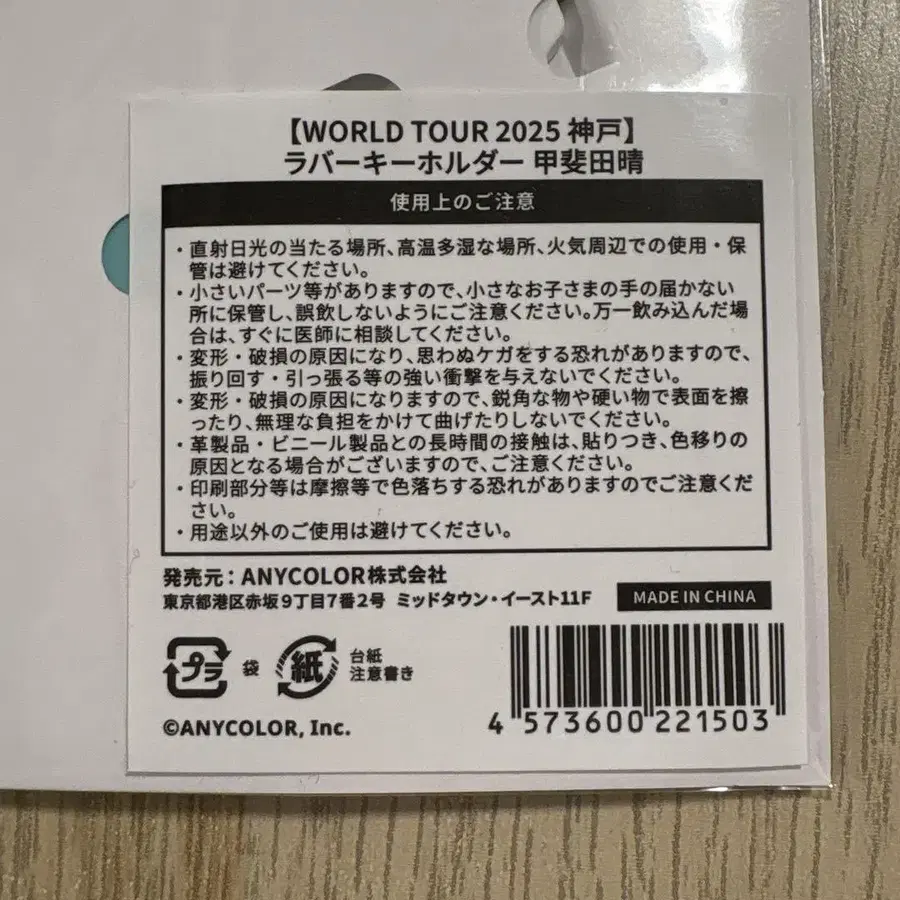 【WORLD TOUR 2025 神戸】
ラバーキーホルダー 甲斐田晴
使用上のご注意
・直射日光の当たる場所、高温多湿な場所、火気周辺での使用・保
管は避けてください。
・小さいパーツ等がありますので、小さなお子さまの手の届かない
所に保管し、誤飲しないようにご注意ください。万一飲み込んだ場
合は、すぐに医師に相談してください。
・変形・破損の原因になり、思わぬケガをする恐れがありますので、
振り回す・引っ張る等の強い衝撃を与えないでください。
・変形・破損の原因になりますので、鋭角な物や硬い物で表面を擦
ったり、無理な負担をかけて曲げたりしないでください。
・革製品・ビニール製品との長時間の接触は、貼りつき、色移りの
原因となる場合がございますので、ご注意ください。
・印刷部分等は摩擦等で色落ちする恐れがありますのでご注意くだ
さい。
・用途以外のご使用は避けてください。
発売元：ANYCOLOR株式会社
東京都港区赤坂9丁目7番2号 ミッドタウン・イースト11F
MADE IN CHINA
プラ 袋 紙 台紙
注意書き
©ANYCOLOR, Inc.
4 573600 221503